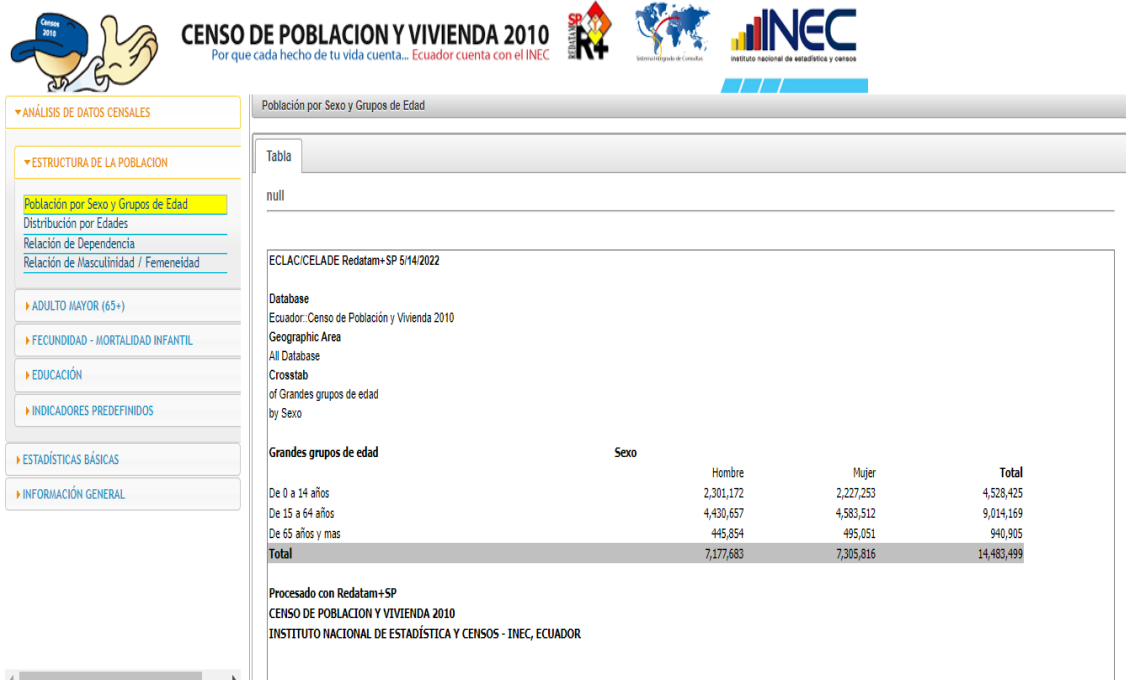 Censos
2010
CENSO DE POBLACION Y VIVIENDA 2010
Por que cada hecho de tu vida cuenta... Ecuador cuenta con el INEC
REDATAM
SP
R+4
Sistema Integrado de Consultas
INEC
instituto nacional de estadística y censos
ANÁLISIS DE DATOS CENSALES
ESTRUCTURA DE LA POBLACION
Población por Sexo y Grupos de Edad
Distribución por Edades
Relación de Dependencia
Relación de Masculinidad / Femeneidad
ADULTO MAYOR (65+)
FECUNDIDAD - MORTALIDAD INFANTIL
EDUCACIÓN
INDICADORES PREDEFINIDOS
ESTADÍSTICAS BÁSICAS
INFORMACIÓN GENERAL
Población por Sexo y Grupos de Edad
Tabla
null
ECLAC/CELADE Redatam+SP 5/14/2022
Database
Ecuador::Censo de Población y Vivienda 2010
Geographic Area
All Database
Crosstab
of Grandes grupos de edad
by Sexo
Grandes grupos de edad Sexo
Hombre Mujer Total
De 0 a 14 años 2,301,172 2,227,253 4,528,425
De 15 a 64 años 4,430,657 4,583,512 9,014,169
De 65 años y mas 445,854 495,051 940,905
Total 7,177,683 7,305,816 14,483,499
Procesado con Redatam+SP
CENSO DE POBLACION Y VIVIENDA 2010
INSTITUTO NACIONAL DE ESTADÍSTICA Y CENSOS - INEC, ECUADOR